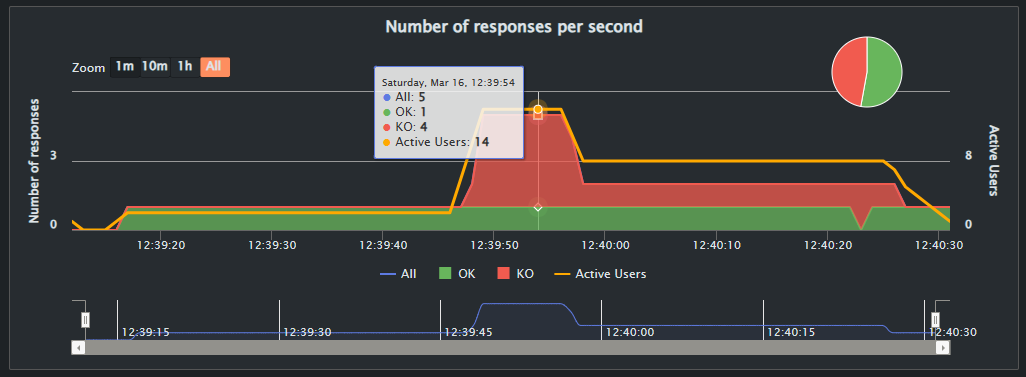 Number of responses per second
Zoom 1m 10m 1h All
Saturday, Mar 16, 12:39:54
All: 5
OK: 1
KO: 4
Active Users: 14
Number of responses
3
0
8
0
Active Users
12:39:20 12:39:30 12:39:40 12:39:50 12:40:00 12:40:10 12:40:20 12:40:30
All OK KO Active Users
12:39:15 12:39:30 12:39:45 12:40:00 12:40:15 12:40:30